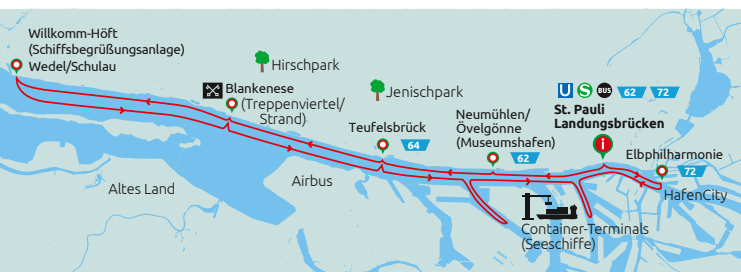 Willkomm-Höft
(Schiffsbegrüßungsanlage)
Wedel/Schulau
Hirschpark
Blankenese
(Treppenviertel/
Strand)
Jenischpark
Teufelsbrück
64
Neumühlen/
Övelgönne
(Museumshafen)
62
U S BUS 62 72
St. Pauli
Landungsbrücken
i
Elbphilharmonie
72
HafenCity
Altes Land
Airbus
Container-Terminals
(Seeschiffe)